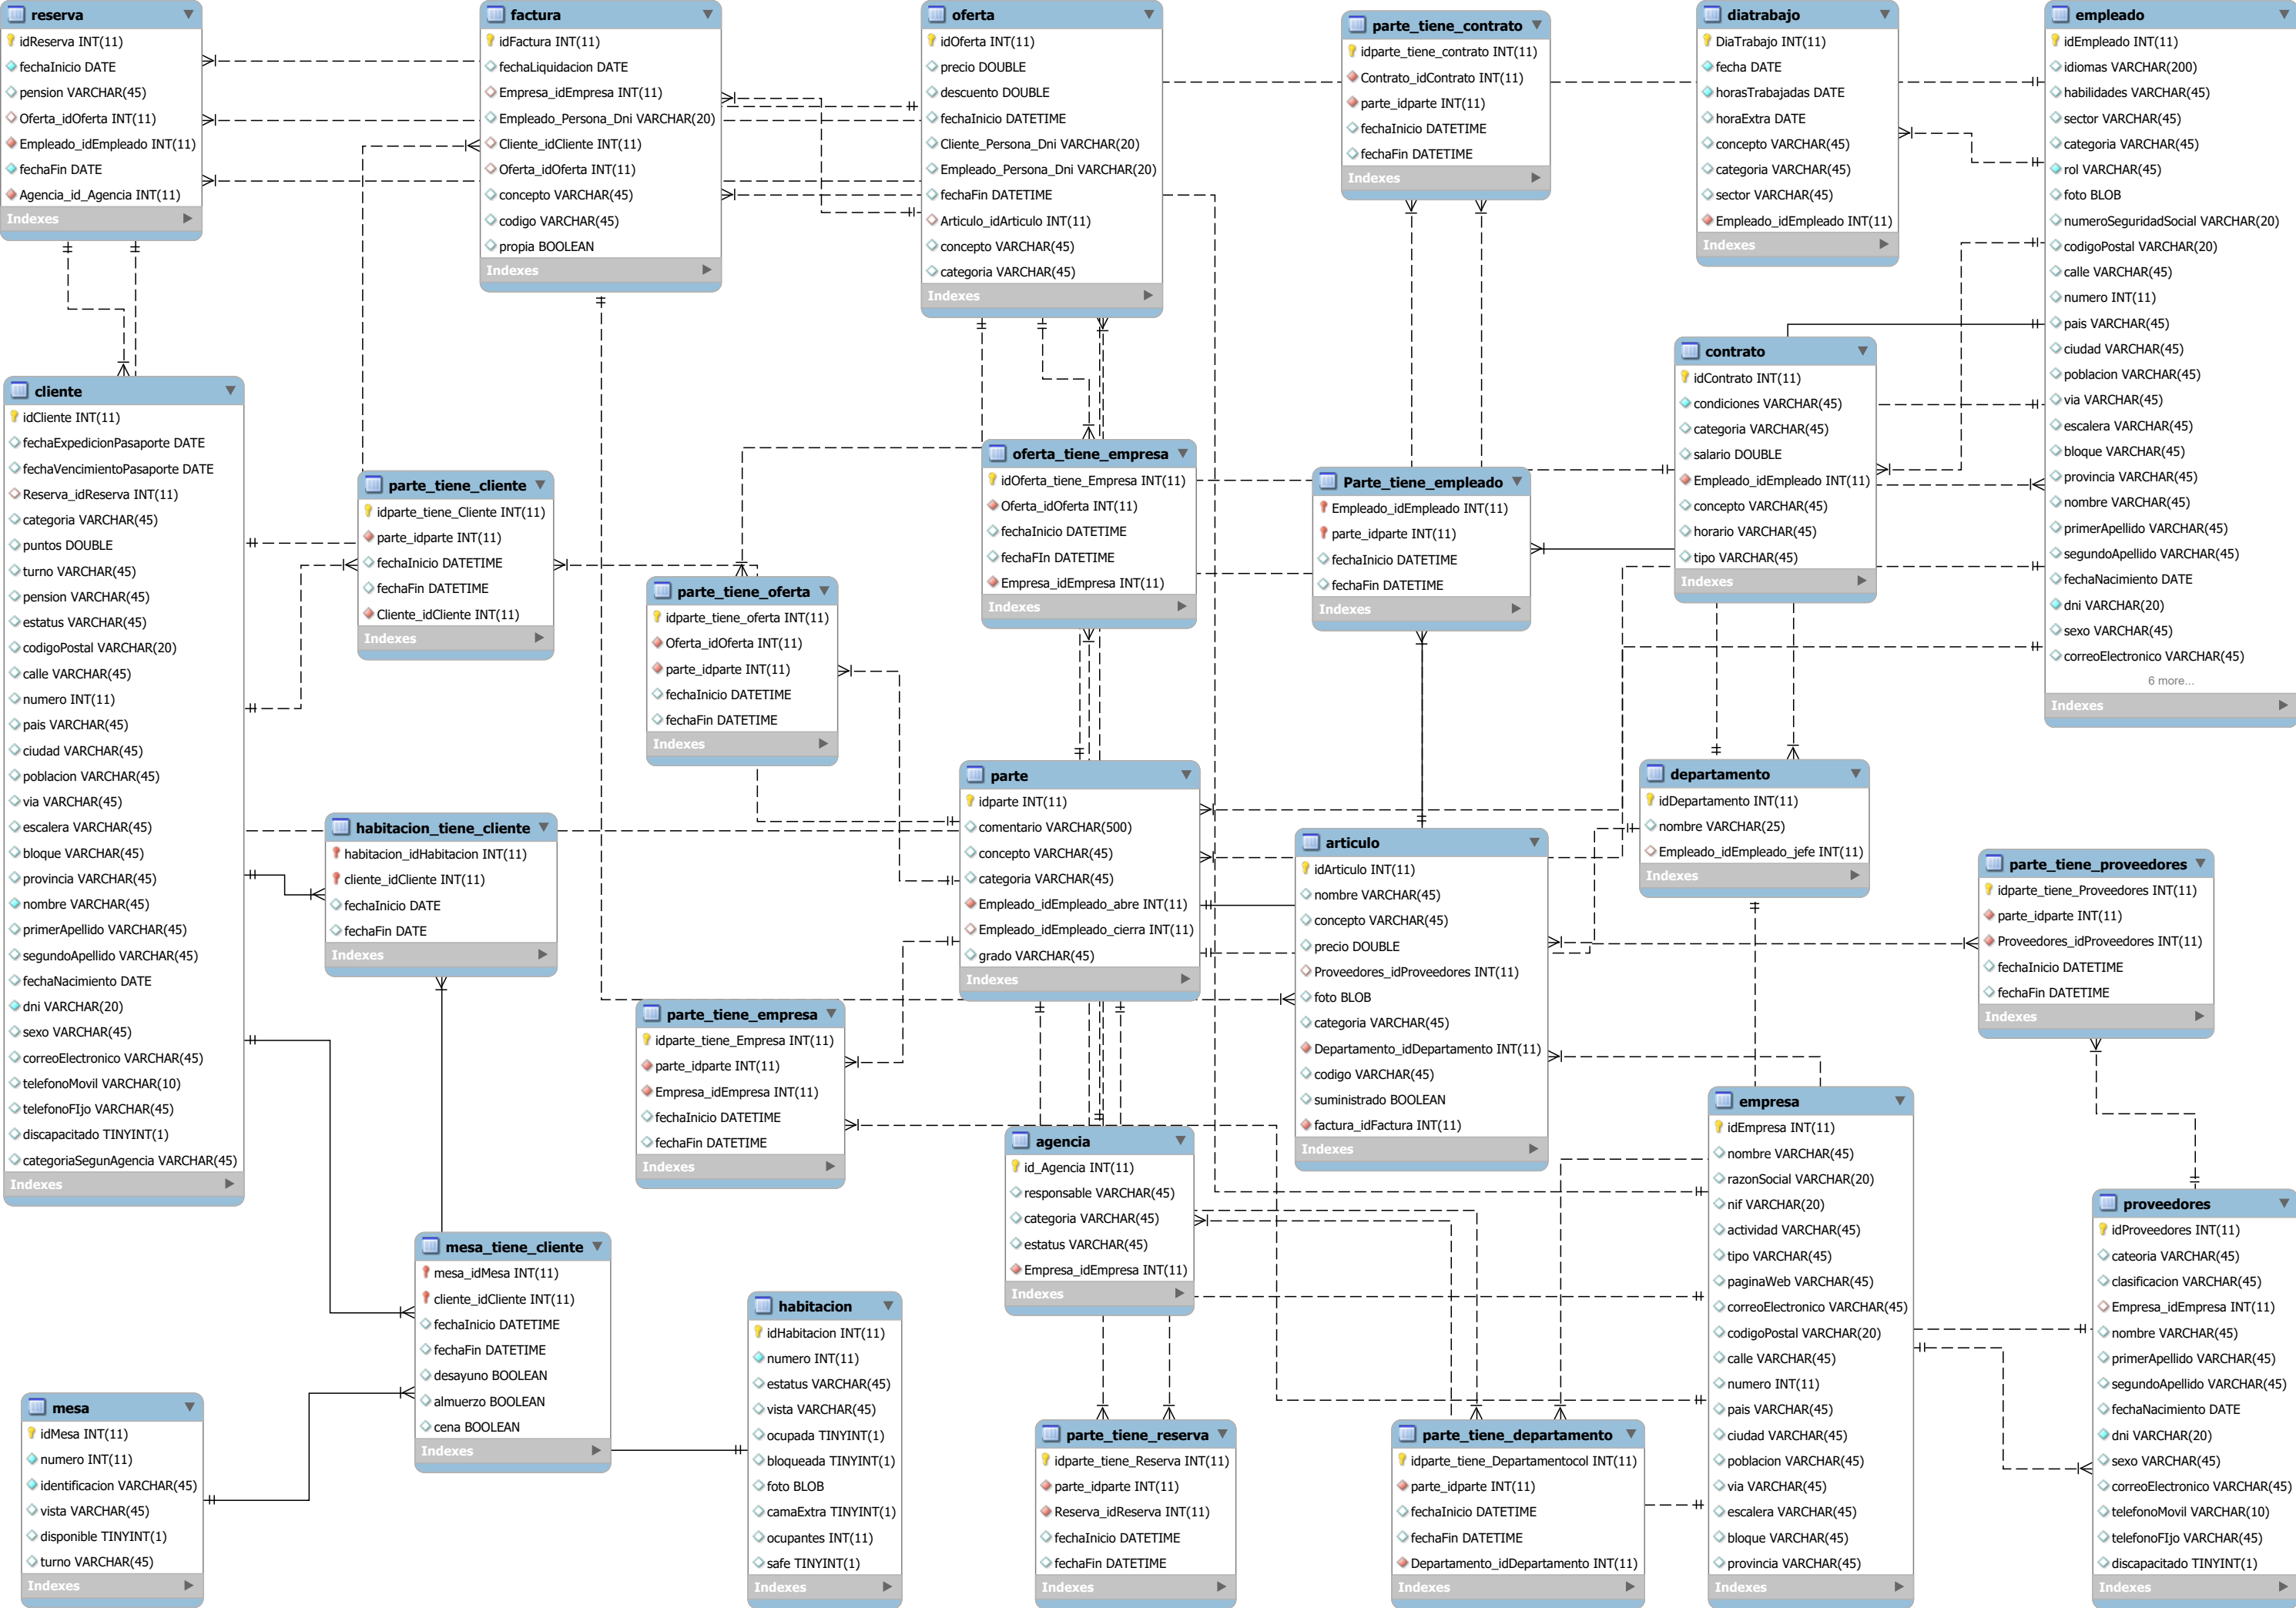 reserva
idReserva INT(11)
fechaInicio DATE
pension VARCHAR(45)
Oferta_idOferta INT(11)
Empleado_idEmpleado INT(11)
fechaFin DATE
Agencia_id_Agencia INT(11)
Indexes
factura
idFactura INT(11)
fechaLiquidacion DATE
Empresa_idEmpresa INT(11)
Empleado_Persona_Dni VARCHAR(20)
Cliente_idCliente INT(11)
Oferta_idOferta INT(11)
concepto VARCHAR(45)
codigo VARCHAR(45)
propia BOOLEAN
Indexes
oferta
idOferta INT(11)
precio DOUBLE
descuento DOUBLE
fechaInicio DATETIME
Cliente_Persona_Dni VARCHAR(20)
Empleado_Persona_Dni VARCHAR(20)
fechaFin DATETIME
Articulo_idArticulo INT(11)
concepto VARCHAR(45)
categoria VARCHAR(45)
Indexes
parte_tiene_contrato
idparte_tiene_contrato INT(11)
Contrato_idContrato INT(11)
parte_idparte INT(11)
fechaInicio DATETIME
fechaFin DATETIME
Indexes
diatrabajo
DiaTrabajo INT(11)
fecha DATE
horasTrabajadas DATE
horaExtra DATE
concepto VARCHAR(45)
categoria VARCHAR(45)
sector VARCHAR(45)
Empleado_idEmpleado INT(11)
Indexes
empleado
idEmpleado INT(11)
idiomas VARCHAR(200)
habilidades VARCHAR(45)
sector VARCHAR(45)
categoria VARCHAR(45)
rol VARCHAR(45)
foto BLOB
numeroSeguridadSocial VARCHAR(20)
codigoPostal VARCHAR(20)
calle VARCHAR(45)
numero INT(11)
pais VARCHAR(45)
ciudad VARCHAR(45)
poblacion VARCHAR(45)
via VARCHAR(45)
escalera VARCHAR(45)
bloque VARCHAR(45)
provincia VARCHAR(45)
nombre VARCHAR(45)
primerApellido VARCHAR(45)
segundoApellido VARCHAR(45)
fechaNacimiento DATE
dni VARCHAR(20)
sexo VARCHAR(45)
correoElectronico VARCHAR(45)
6 more...
Indexes
cliente
idCliente INT(11)
fechaExpedicionPasaporte DATE
fechaVencimientoPasaporte DATE
Reserva_idReserva INT(11)
categoria VARCHAR(45)
puntos DOUBLE
turno VARCHAR(45)
pension VARCHAR(45)
estatus VARCHAR(45)
codigoPostal VARCHAR(20)
calle VARCHAR(45)
numero INT(11)
pais VARCHAR(45)
ciudad VARCHAR(45)
poblacion VARCHAR(45)
via VARCHAR(45)
escalera VARCHAR(45)
bloque VARCHAR(45)
provincia VARCHAR(45)
nombre VARCHAR(45)
primerApellido VARCHAR(45)
segundoApellido VARCHAR(45)
fechaNacimiento DATE
dni VARCHAR(20)
sexo VARCHAR(45)
correoElectronico VARCHAR(45)
telefonoMovil VARCHAR(10)
telefonoFIjo VARCHAR(45)
discapacitado TINYINT(1)
categoriaSegunAgencia VARCHAR(45)
Indexes
parte_tiene_cliente
idparte_tiene_Cliente INT(11)
parte_idparte INT(11)
fechaInicio DATETIME
fechaFin DATETIME
Cliente_idCliente INT(11)
Indexes
parte_tiene_oferta
idparte_tiene_oferta INT(11)
Oferta_idOferta INT(11)
parte_idparte INT(11)
fechaInicio DATETIME
fechaFin DATETIME
Indexes
oferta_tiene_empresa
idOferta_tiene_Empresa INT(11)
Oferta_idOferta INT(11)
fechaInicio DATETIME
fechaFIn DATETIME
Empresa_idEmpresa INT(11)
Indexes
Parte_tiene_empleado
Empleado_idEmpleado INT(11)
parte_idparte INT(11)
fechaInicio DATETIME
fechaFin DATETIME
Indexes
contrato
idContrato INT(11)
condiciones VARCHAR(45)
categoria VARCHAR(45)
salario DOUBLE
Empleado_idEmpleado INT(11)
concepto VARCHAR(45)
horario VARCHAR(45)
tipo VARCHAR(45)
Indexes
habitacion_tiene_cliente
habitacion_idHabitacion INT(11)
cliente_idCliente INT(11)
fechaInicio DATE
fechaFin DATE
Indexes
parte
idparte INT(11)
comentario VARCHAR(500)
concepto VARCHAR(45)
categoria VARCHAR(45)
Empleado_idEmpleado_abre INT(11)
Empleado_idEmpleado_cierra INT(11)
grado VARCHAR(45)
Indexes
articulo
idArticulo INT(11)
nombre VARCHAR(45)
concepto VARCHAR(45)
precio DOUBLE
Proveedores_idProveedores INT(11)
foto BLOB
categoria VARCHAR(45)
Departamento_idDepartamento INT(11)
codigo VARCHAR(45)
suministrado BOOLEAN
factura_idFactura INT(11)
Indexes
departamento
idDepartamento INT(11)
nombre VARCHAR(25)
Empleado_idEmpleado_jefe INT(11)
Indexes
parte_tiene_proveedores
idparte_tiene_Proveedores INT(11)
parte_idparte INT(11)
Proveedores_idProveedores INT(11)
fechaInicio DATETIME
fechaFin DATETIME
Indexes
parte_tiene_empresa
idparte_tiene_Empresa INT(11)
parte_idparte INT(11)
Empresa_idEmpresa INT(11)
fechaInicio DATETIME
fechaFin DATETIME
Indexes
agencia
id_Agencia INT(11)
responsable VARCHAR(45)
categoria VARCHAR(45)
estatus VARCHAR(45)
Empresa_idEmpresa INT(11)
Indexes
empresa
idEmpresa INT(11)
nombre VARCHAR(45)
razonSocial VARCHAR(20)
nif VARCHAR(20)
actividad VARCHAR(45)
tipo VARCHAR(45)
paginaWeb VARCHAR(45)
correoElectronico VARCHAR(45)
codigoPostal VARCHAR(20)
calle VARCHAR(45)
numero INT(11)
pais VARCHAR(45)
ciudad VARCHAR(45)
poblacion VARCHAR(45)
via VARCHAR(45)
escalera VARCHAR(45)
bloque VARCHAR(45)
provincia VARCHAR(45)
Indexes
proveedores
idProveedores INT(11)
cateoria VARCHAR(45)
clasificacion VARCHAR(45)
Empresa_idEmpresa INT(11)
nombre VARCHAR(45)
primerApellido VARCHAR(45)
segundoApellido VARCHAR(45)
fechaNacimiento DATE
dni VARCHAR(20)
sexo VARCHAR(45)
correoElectronico VARCHAR(45)
telefonoMovil VARCHAR(10)
telefonoFIjo VARCHAR(45)
discapacitado TINYINT(1)
Indexes
mesa_tiene_cliente
mesa_idMesa INT(11)
cliente_idCliente INT(11)
fechaInicio DATETIME
fechaFin DATETIME
desayuno BOOLEAN
almuerzo BOOLEAN
cena BOOLEAN
Indexes
mesa
idMesa INT(11)
numero INT(11)
identificacion VARCHAR(45)
vista VARCHAR(45)
disponible TINYINT(1)
turno VARCHAR(45)
Indexes
habitacion
idHabitacion INT(11)
numero INT(11)
estatus VARCHAR(45)
vista VARCHAR(45)
ocupada TINYINT(1)
bloqueada TINYINT(1)
foto BLOB
camaExtra TINYINT(1)
ocupantes INT(11)
safe TINYINT(1)
Indexes
parte_tiene_reserva
idparte_tiene_Reserva INT(11)
parte_idparte INT(11)
Reserva_idReserva INT(11)
fechaInicio DATETIME
fechaFin DATETIME
Indexes
parte_tiene_departamento
idparte_tiene_Departamentocol INT(11)
parte_idparte INT(11)
fechaInicio DATETIME
fechaFin DATETIME
Departamento_idDepartamento INT(11)
Indexes